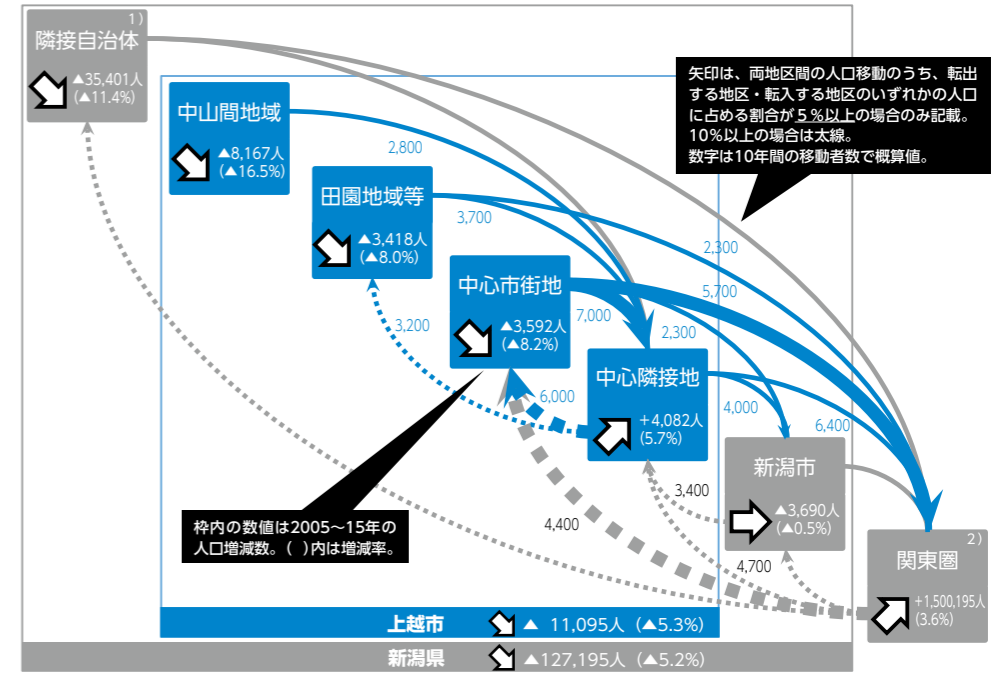 1)
隣接自治体
▲35,401人
(▲11.4%)
矢印は、両地区間の人口移動のうち、転出
する地区・転入する地区のいずれかの人口
に占める割合が５％以上の場合のみ記載。
10％以上の場合は太線。
数字は10年間の移動者数で概算値。
中山間地域
▲8,167人
(▲16.5%)
2,800
田園地域等
▲3,418人
(▲8.0%)
3,700
2,300
中心市街地
▲3,592人
(▲8.2%)
5,700
7,000
3,200
2,300
中心隣接地
+4,082人
(5.7%)
6,000
4,000
6,400
新潟市
▲3,690人
(▲0.5%)
3,400
4,400
4,700
枠内の数値は2005〜15年の
人口増減数。( )内は増減率。
2)
関東圏
+1,500,195人
(3.6%)
上越市 ▲ 11,095人（▲5.3%）
新潟県 ▲127,195人（▲5.2%）